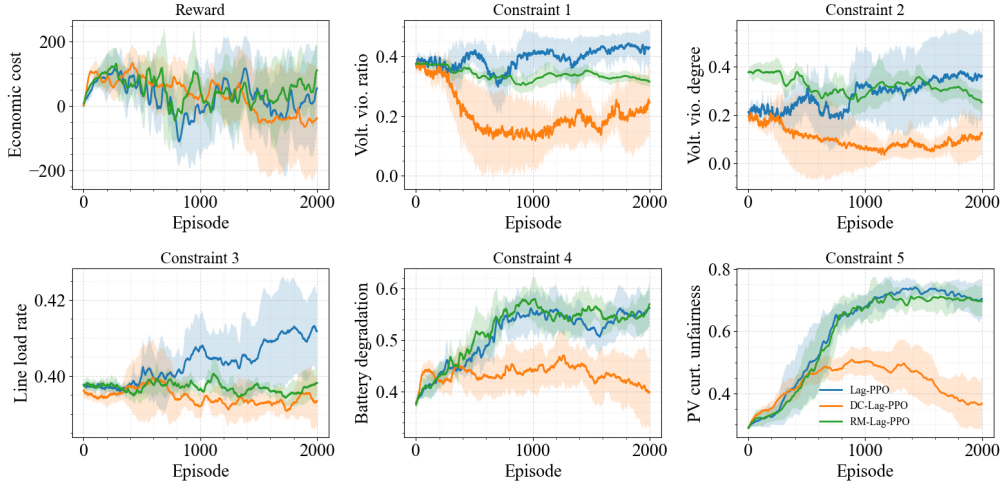 Reward
Economic cost
200
0
−200
0
1000
2000
Episode
Constraint 1
Volt. vio. ratio
0.4
0.2
0.0
0
1000
2000
Episode
Constraint 2
Volt. vio. degree
0.4
0.2
0.0
0
1000
2000
Episode
Constraint 3
Line load rate
0.42
0.40
0
1000
2000
Episode
Constraint 4
Battery degradation
0.6
0.5
0.4
0
1000
2000
Episode
Constraint 5
PV curt. unfairness
0.8
0.6
0.4
Lag-PPO
DC-Lag-PPO
RM-Lag-PPO
0
1000
2000
Episode